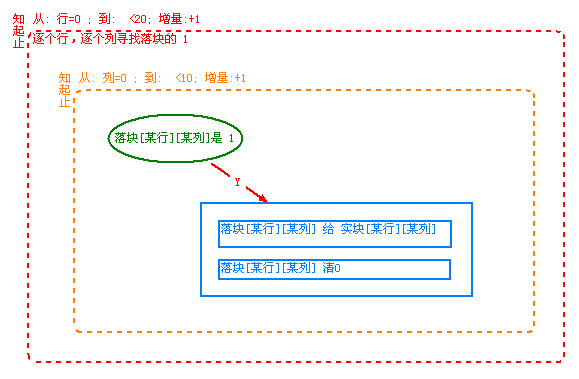 知起止
从: 行=0 ; 到: <20; 增量:+1
逐个行，逐个列寻找落块的 1
知起止
从: 列=0 ; 到: <10; 增量:+1
落块[某行][某列]是 1
Y
落块[某行][某列] 给 实块[某行][某列]
落块[某行][某列] 清0